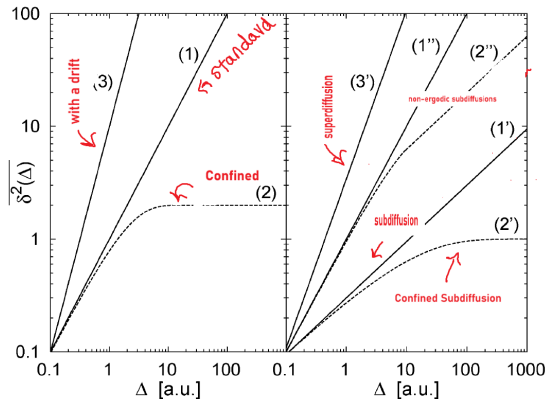 100
10
1
0.1
δ²(Δ)
0.1
1
10
100
Δ [a.u.]
(3)
with a drift
(1)
standard
Confined
(2)
0.1
1
10
100
1000
Δ [a.u.]
(3')
superdiffusion
(1'')
(2'')
non-ergodic subdiffusions
(1')
subdiffusion
(2')
Confined Subdiffusion